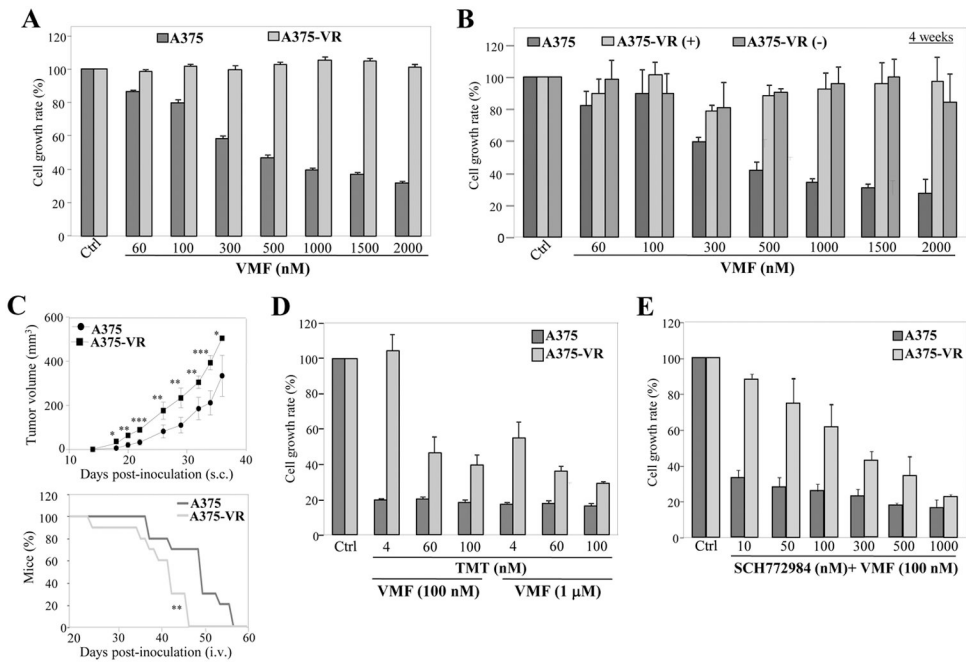 A
A375
A375-VR
Cell growth rate (%)
120
100
80
60
40
20
0
Ctrl
60 100 300 500 1000 1500 2000
VMF (nM)
B
A375
A375-VR (+)
A375-VR (-)
4 weeks
Cell growth rate (%)
120
100
80
60
40
20
0
Ctrl
60 100 300 500 1000 1500 2000
VMF (nM)
C
A375
A375-VR
Tumor volume (mm³)
600
400
200
0
* ** *** ** ** ** *** *
10 20 30 40
Days post-inoculation (s.c.)
A375
A375-VR
Mice (%)
120
100
80
60
40
20
0
**
20 30 40 50 60
Days post-inoculation (i.v.)
D
A375
A375-VR
Cell growth rate (%)
120
100
80
60
40
20
0
Ctrl
4 60 100 4 60 100
TMT (nM)
VMF (100 nM) VMF (1 µM)
E
A375
A375-VR
Cell growth rate (%)
120
100
80
60
40
20
0
Ctrl
10 50 100 300 500 1000
SCH772984 (nM)+ VMF (100 nM)